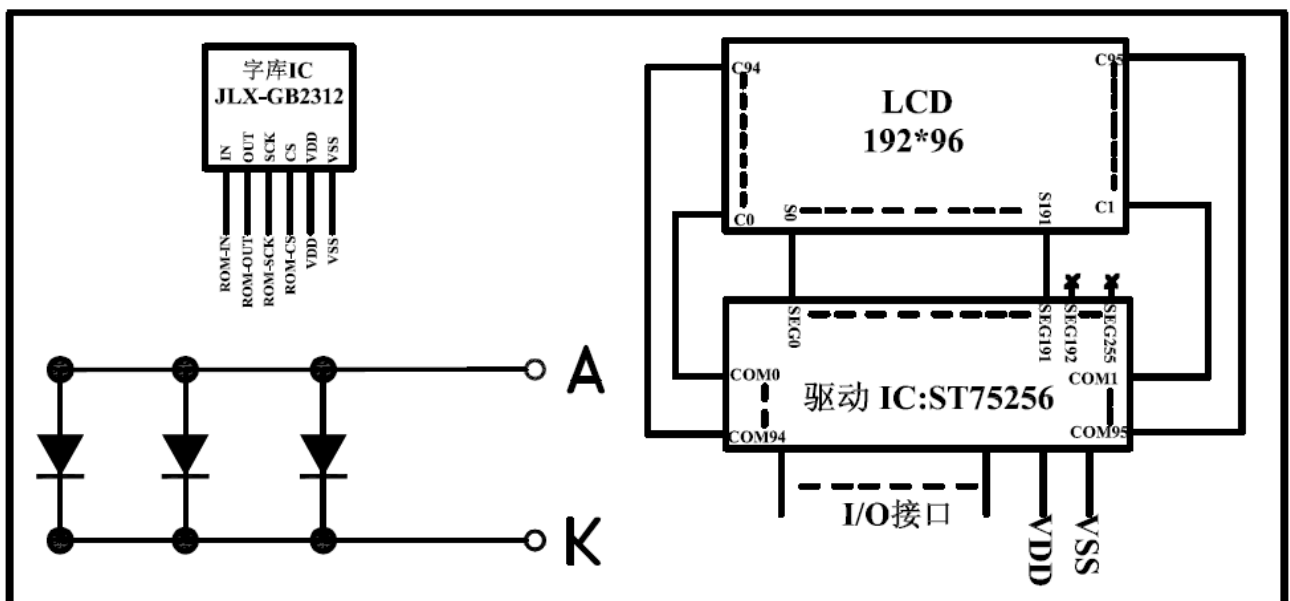 字库IC
JLX-GB2312
IN
OUT
SCK
CS
VDD
VSS
ROM-IN
ROM-OUT
ROM-SCK
ROM-CS
VDD
VSS
A
K
C94
C95
LCD
192*96
C0
S0
S191
C1
SEG0
SEG191
SEG192
SEG255
COM0
COM1
驱动 IC:ST75256
COM94
COM95
I/O接口
VDD
VSS